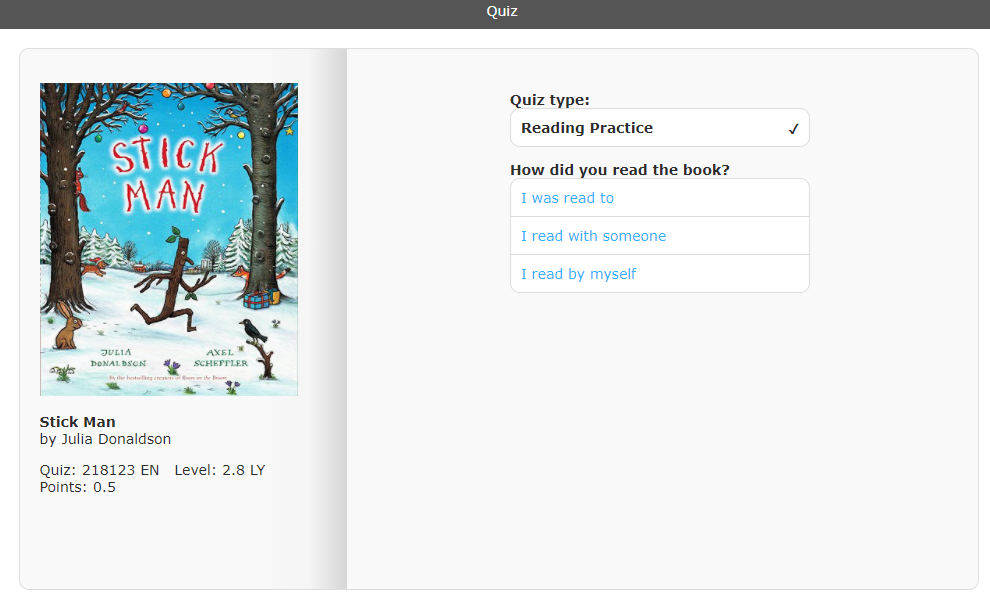 Quiz
STICK
MAN
JULIA
DONALDSON
AXEL
SCHEFFLER
By the bestselling creators of Room on the Broom
Stick Man
by Julia Donaldson
Quiz: 218123 EN Level: 2.8 LY
Points: 0.5
Quiz type:
Reading Practice ✓
How did you read the book?
I was read to
I read with someone
I read by myself